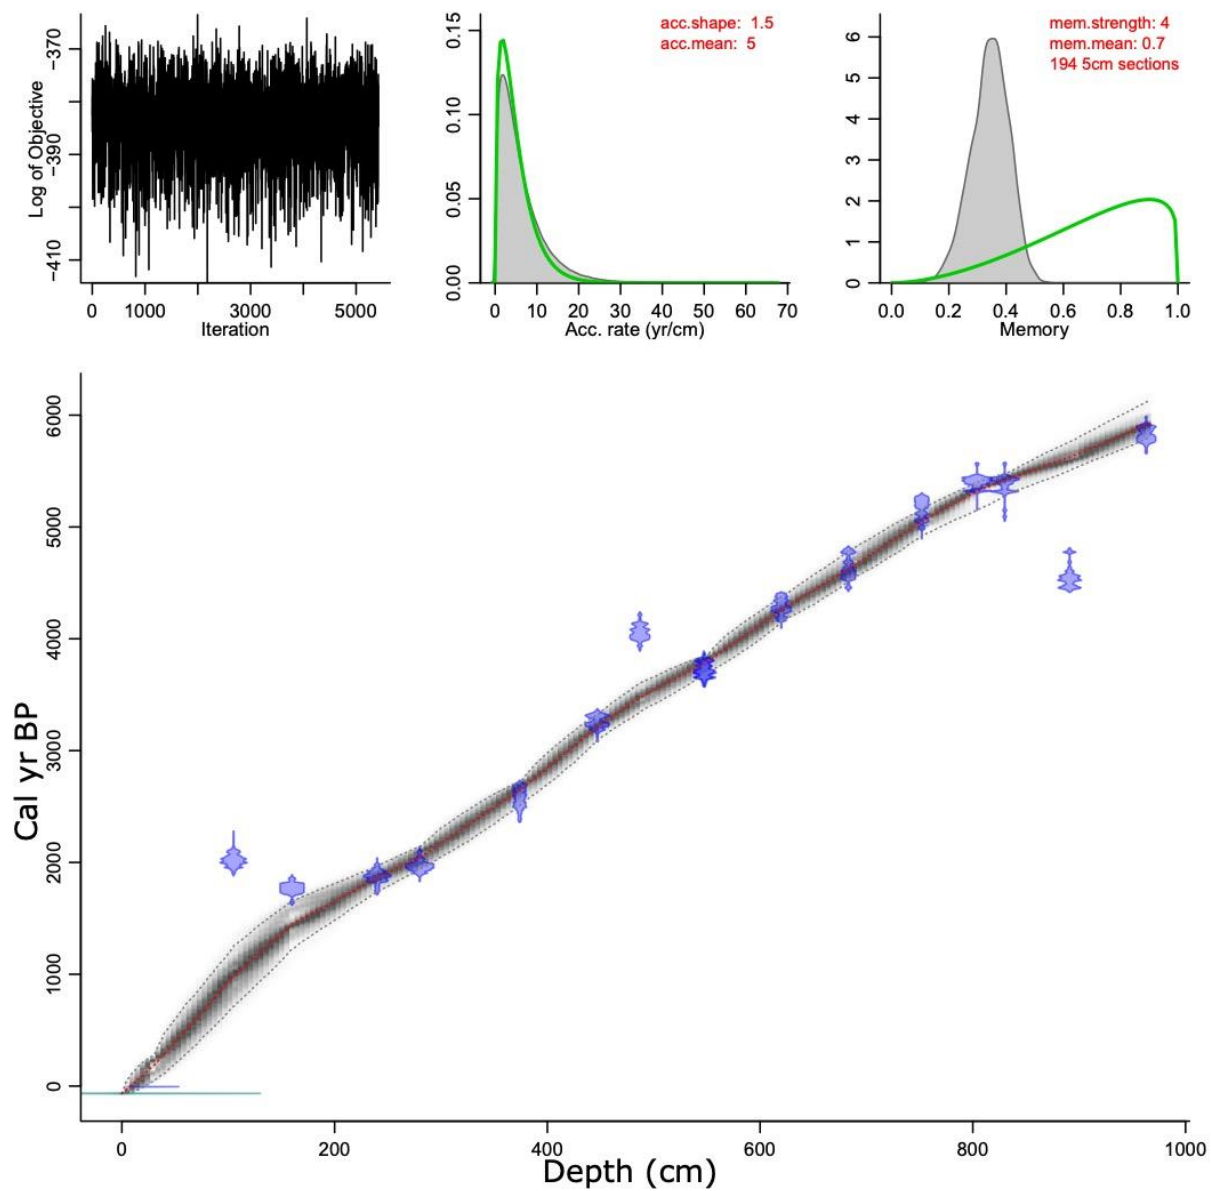 −370
−390
−410
Log of Objective
0 1000 3000 5000
Iteration
0.15
0.10
0.05
0.00
acc.shape: 1.5
acc.mean: 5
0 10 20 30 40 50 60 70
Acc. rate (yr/cm)
6
5
4
3
2
1
0
mem.strength: 4
mem.mean: 0.7
194 5cm sections
0.0 0.2 0.4 0.6 0.8 1.0
Memory
6000
5000
4000
3000
2000
1000
0
Cal yr BP
0 200 400 600 800 1000
Depth (cm)